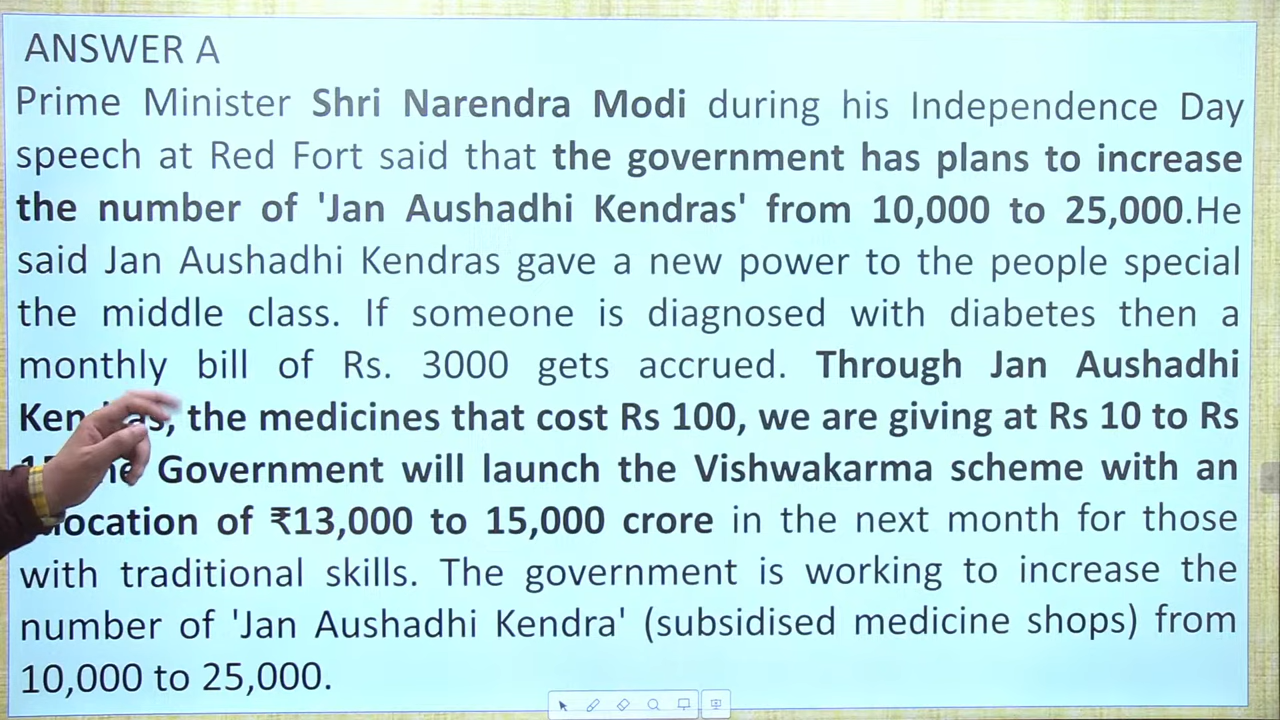 ANSWER A
Prime Minister Shri Narendra Modi during his Independence Day
speech at Red Fort said that the government has plans to increase
the number of 'Jan Aushadhi Kendras' from 10,000 to 25,000.He
said Jan Aushadhi Kendras gave a new power to the people special
the middle class. If someone is diagnosed with diabetes then a
monthly bill of Rs. 3000 gets accrued. Through Jan Aushadhi
the medicines that cost Rs 100, we are giving at Rs 10 to Rs
Government will launch the Vishwakarma scheme with an
of ₹13,000 to 15,000 crore in the next month for those
with traditional skills. The government is working to increase the
number of 'Jan Aushadhi Kendra' (subsidised medicine shops) from
10,000 to 25,000.